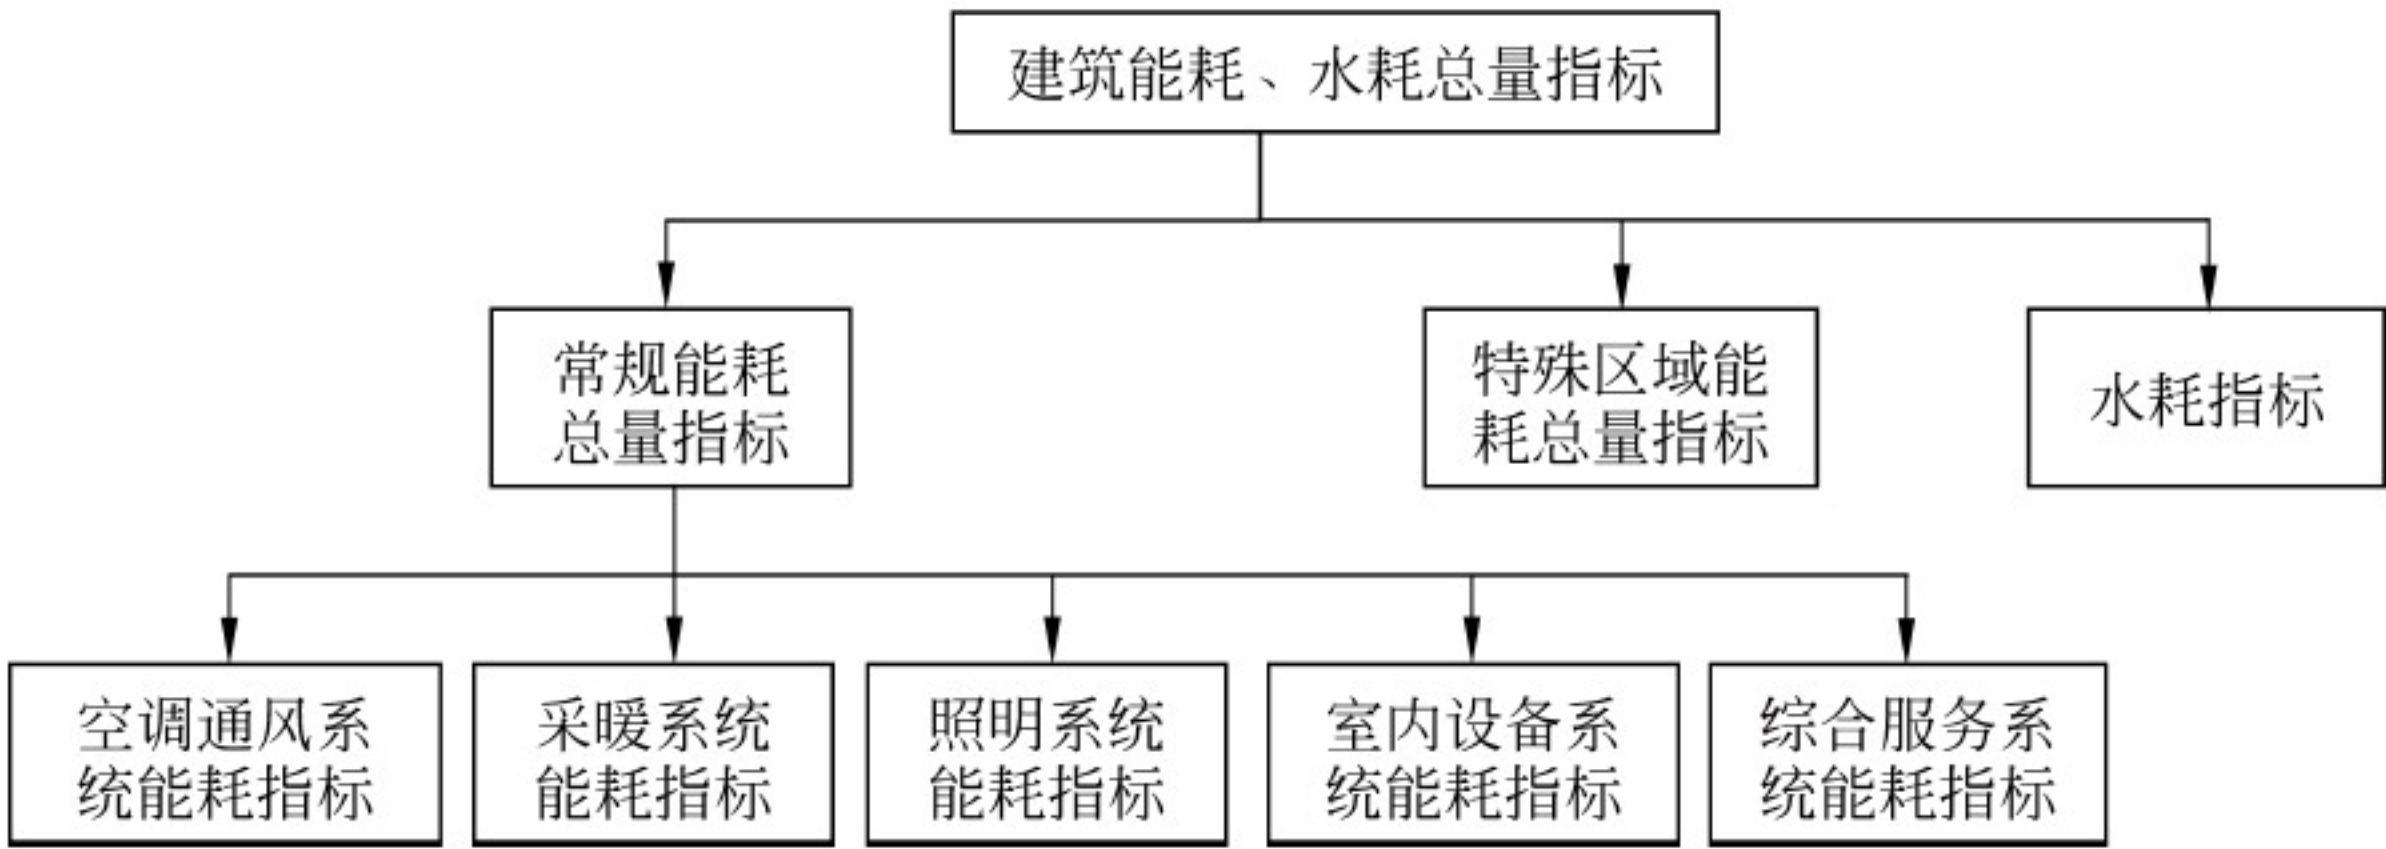 建筑能耗、水耗总量指标
常规能耗
总量指标
特殊区域能
耗总量指标
水耗指标
空调通风系
统能耗指标
采暖系统
能耗指标
照明系统
能耗指标
室内设备系
统能耗指标
综合服务系
统能耗指标